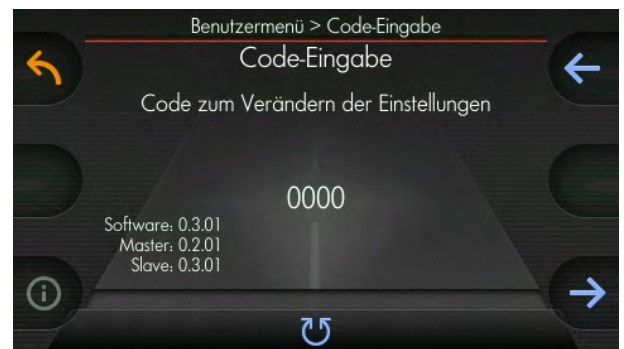 Benutzermenü > Code-Eingabe
Code-Eingabe
Code zum Verändern der Einstellungen
0000
Software: 0.3.01
Master: 0.2.01
Slave: 0.3.01